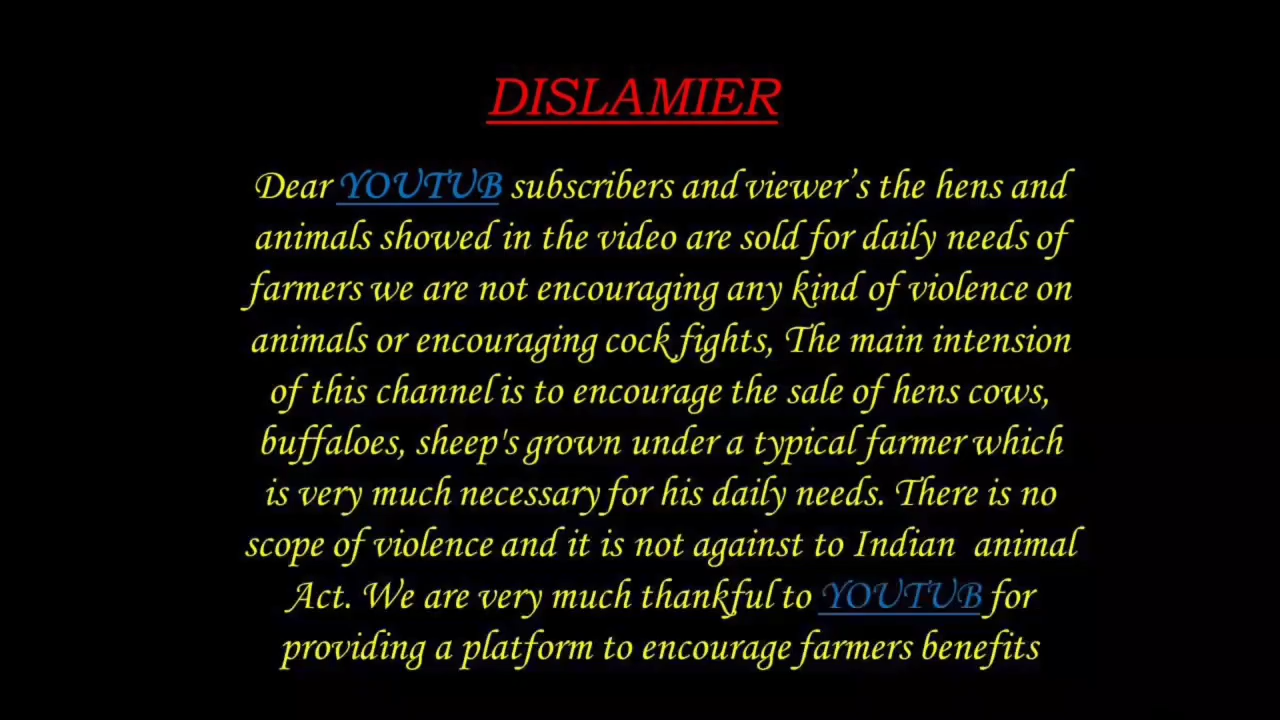 DISLAMIER
Dear YOUTUB subscribers and viewer’s the hens and
animals showed in the video are sold for daily needs of
farmers we are not encouraging any kind of violence on
animals or encouraging cock fights, The main intension
of this channel is to encourage the sale of hens cows,
buffaloes, sheep's grown under a typical farmer which
is very much necessary for his daily needs. There is no
scope of violence and it is not against to Indian animal
Act. We are very much thankful to YOUTUB for
providing a platform to encourage farmers benefits